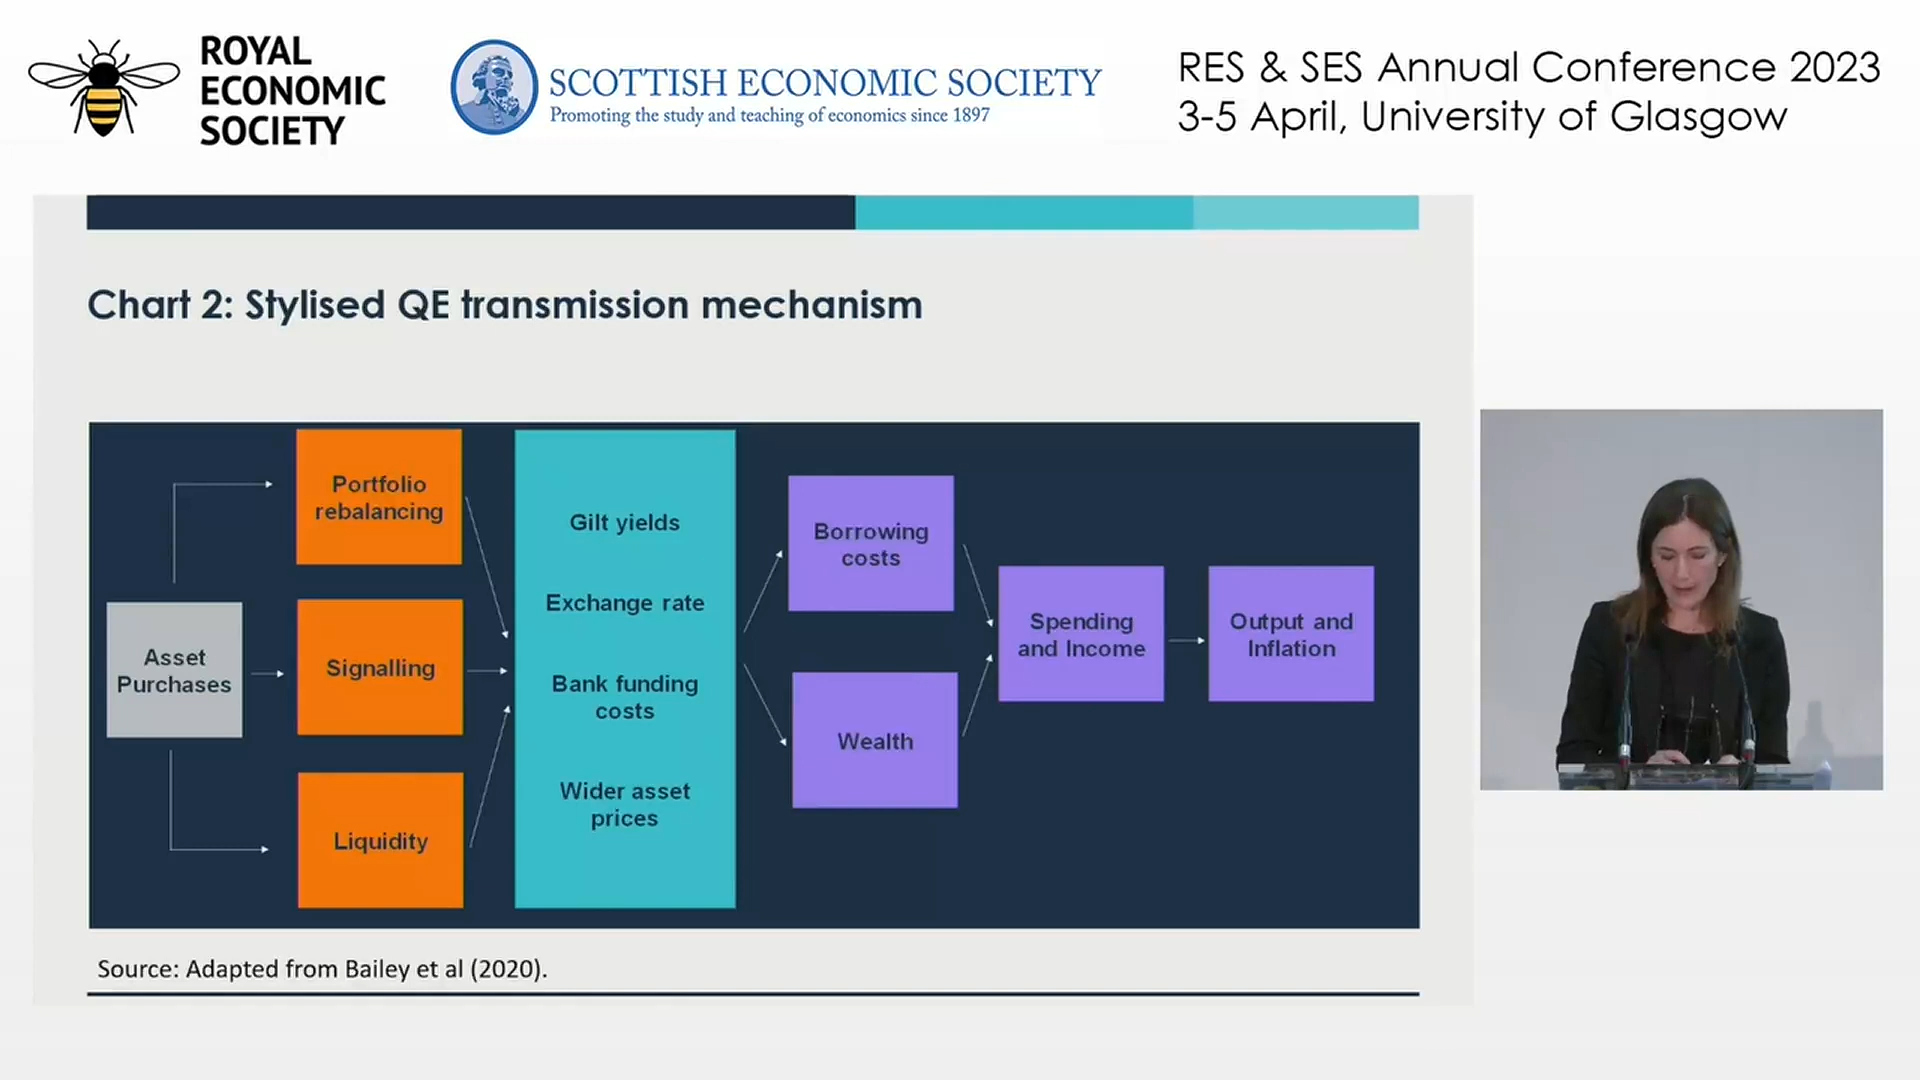 ROYAL
ECONOMIC
SOCIETY
SCOTTISH ECONOMIC SOCIETY
Promoting the study and teaching of economics since 1897
RES & SES Annual Conference 2023
3-5 April, University of Glasgow
Chart 2: Stylised QE transmission mechanism
Asset
Purchases
Portfolio
rebalancing
Signalling
Liquidity
Gilt yields
Exchange rate
Bank funding
costs
Wider asset
prices
Borrowing
costs
Wealth
Spending
and Income
Output and
Inflation
Source: Adapted from Bailey et al (2020).